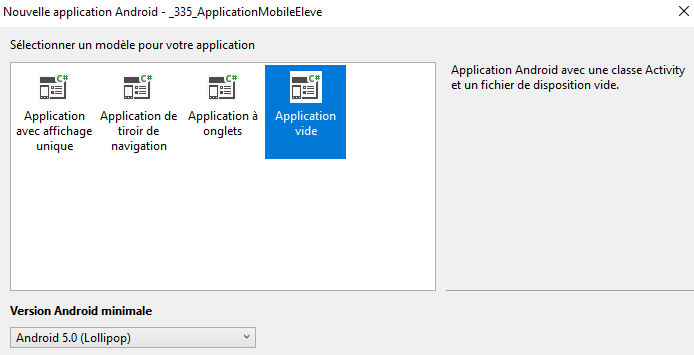 Nouvelle application Android - _335_ApplicationMobileEleve
Sélectionner un modèle pour votre application
C#
C#
C#
C#
Application
avec affichage
unique
Application de
tiroir de
navigation
Application à
onglets
Application
vide
Application Android avec une classe Activity
et un fichier de disposition vide.
Version Android minimale
Android 5.0 (Lollipop)